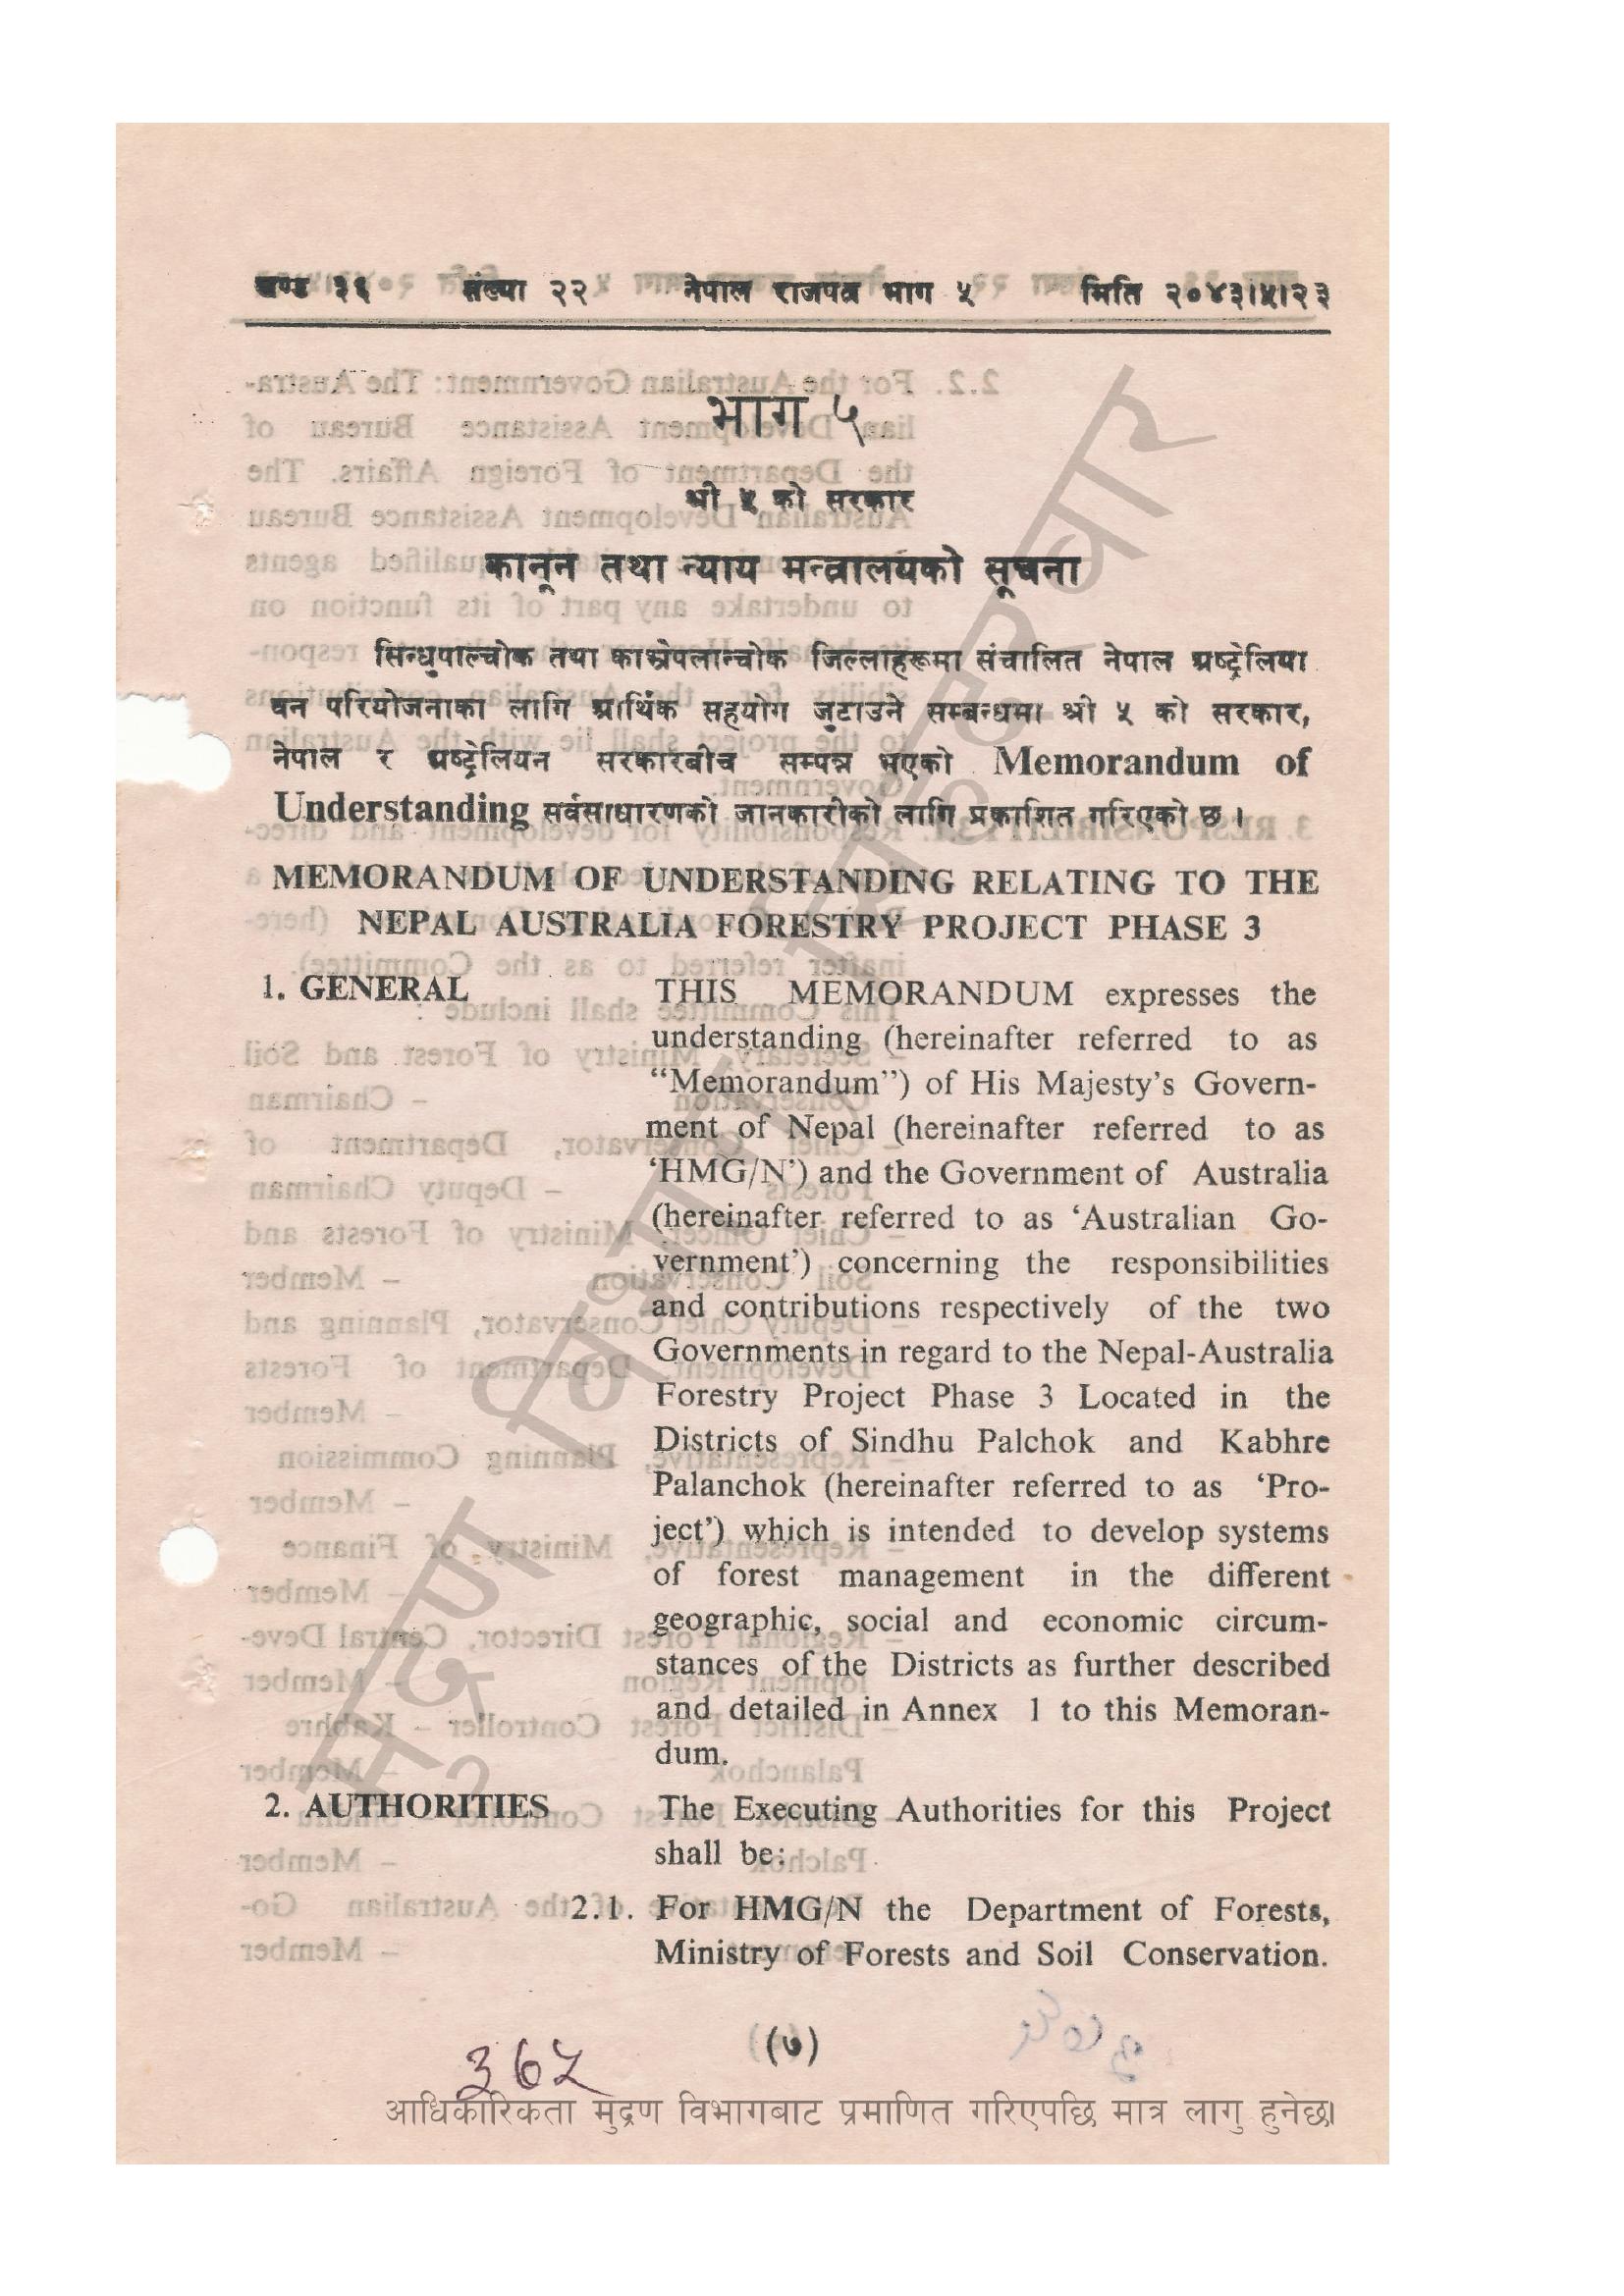 खण्ड ३६ संख्या २२ नेपाल राजपत्र भाग ५ मिति २०४३।५।२३
भाग ५
श्री ५ को सरकार
कानून तथा न्याय मन्त्रालयको सूचना
सिन्धुपाल्चोक तथा काभ्रेपलान्चोक जिल्लाहरूमा संचालित नेपाल अष्ट्रेलिया
वन परियोजनाका लागि आर्थिक सहयोग जुटाउने सम्बन्धमा श्री ५ को सरकार,
नेपाल र अष्ट्रेलियन सरकारबीच सम्पन्न भएको Memorandum of
Understanding सर्वसाधारणको जानकारीको लागि प्रकाशित गरिएको छ ।
MEMORANDUM OF UNDERSTANDING RELATING TO THE
NEPAL AUSTRALIA FORESTRY PROJECT PHASE 3
1. GENERAL THIS MEMORANDUM expresses the
understanding (hereinafter referred to as
“Memorandum”) of His Majesty’s Govern-
ment of Nepal (hereinafter referred to as
‘HMG/N’) and the Government of Australia
(hereinafter referred to as ‘Australian Go-
vernment’) concerning the responsibilities
and contributions respectively of the two
Governments in regard to the Nepal-Australia
Forestry Project Phase 3 Located in the
Districts of Sindhu Palchok and Kabhre
Palanchok (hereinafter referred to as ‘Pro-
ject’) which is intended to develop systems
of forest management in the different
geographic, social and economic circum-
stances of the Districts as further described
and detailed in Annex 1 to this Memoran-
dum.
2. AUTHORITIES The Executing Authorities for this Project
shall be:
2.1. For HMG/N the Department of Forests,
Ministry of Forests and Soil Conservation.
(७)
३६५
आधिकारिकता मुद्रण विभागबाट प्रमाणित गरिएपछि मात्र लागु हुनेछ।